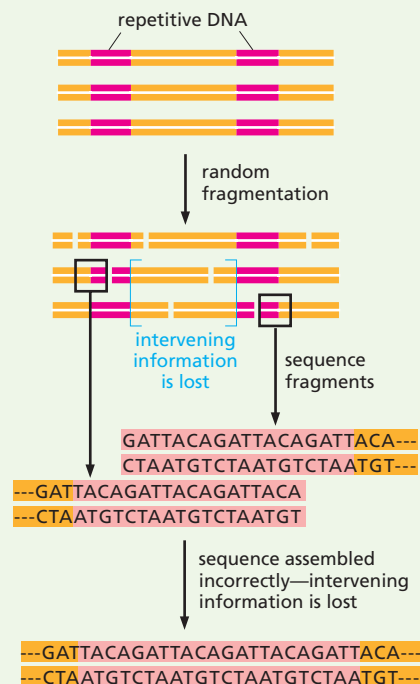 repetitive DNA
random
fragmentation
intervening
information
is lost
sequence
fragments
GATTACAGATTACAGATTACA---
CTAATGTCTAATGTCTAATGT---
---GATTACAGATTACAGATTACA
---CTAATGTCTAATGTCTAATGT
sequence assembled
incorrectly—intervening
information is lost
---GATTACAGATTACAGATTACAGATTACA---
---CTAATGTCTAATGTCTAATGTCTAATGT---